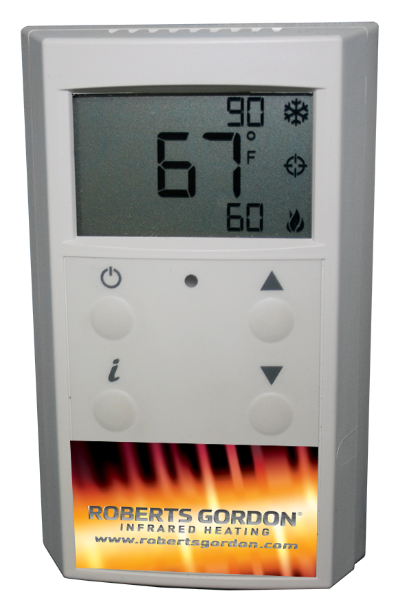 90
67°F
60
i
ROBERTS GORDON®
INFRARED HEATING
www.robertsgordon.com